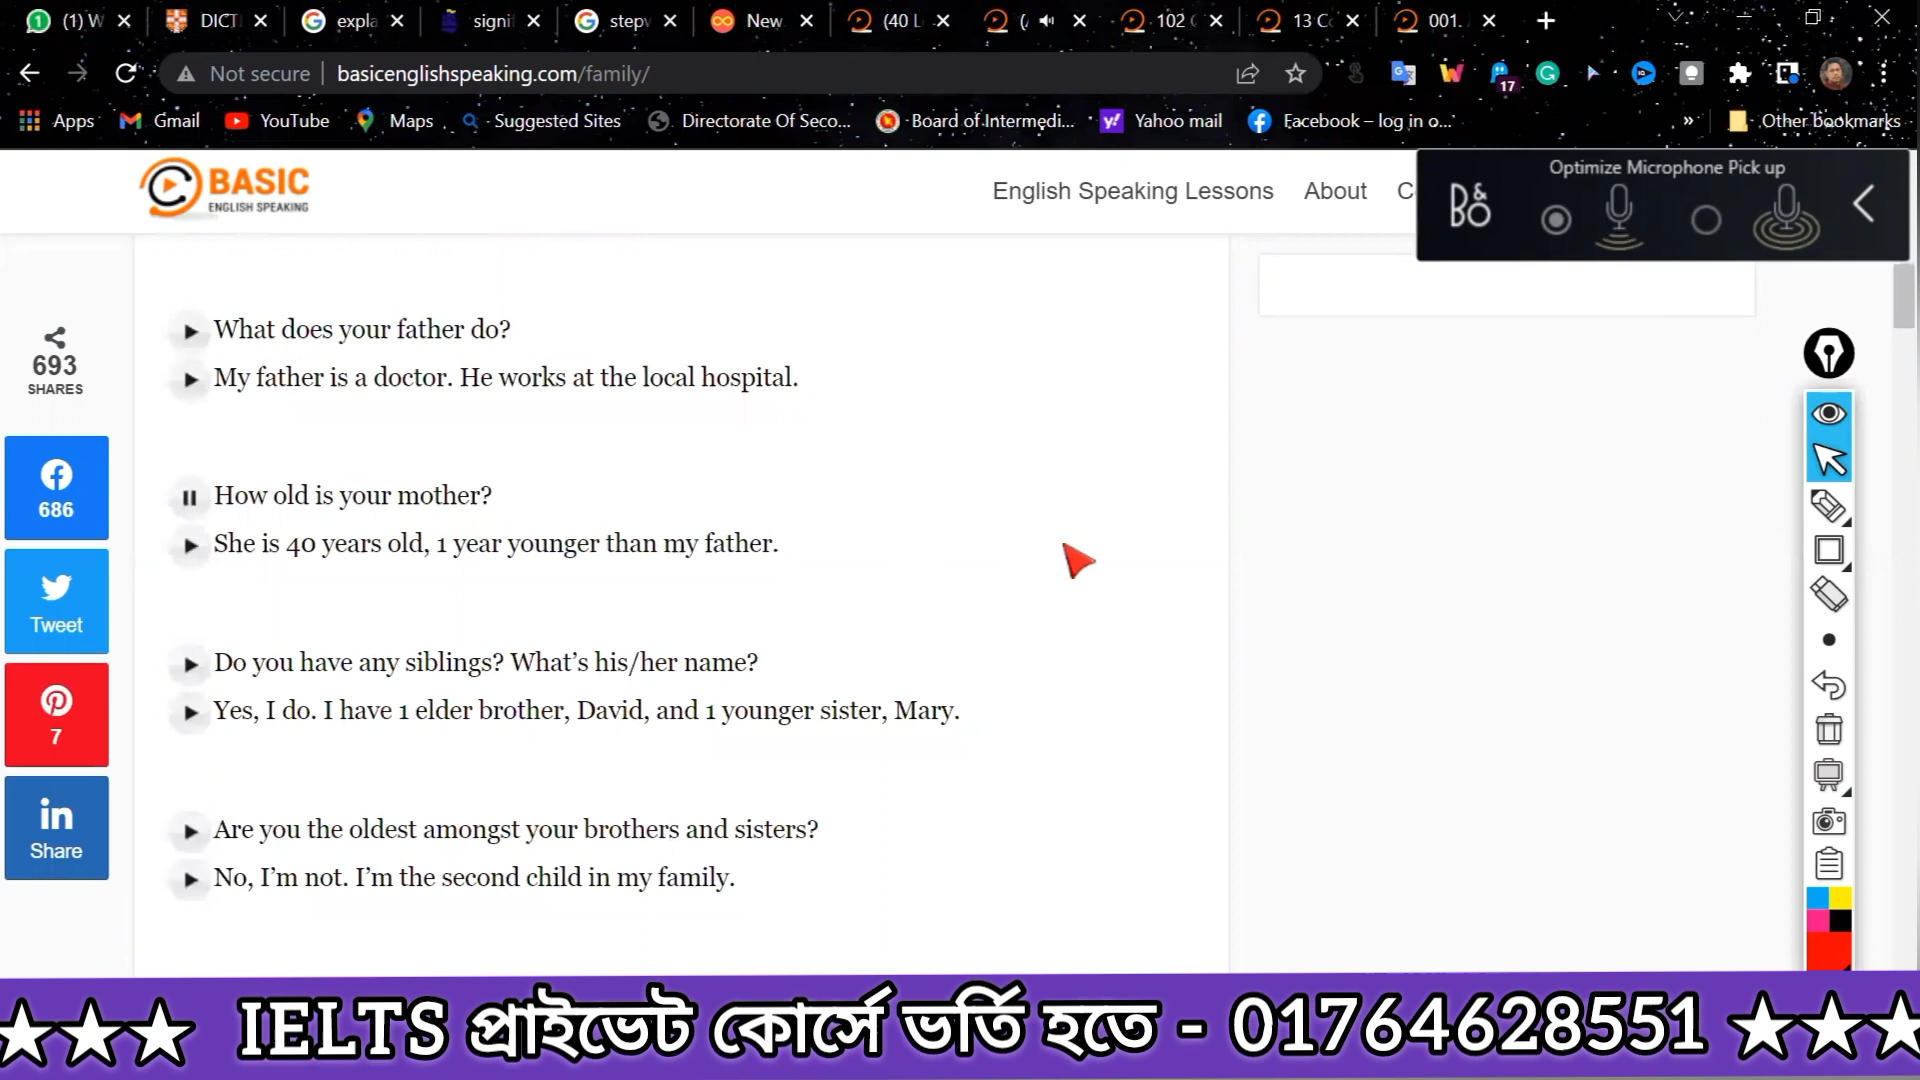 (1) W DICT expla signif stepw New (40 L (A 102 C 13 Co 001.
Not secure basicenglishspeaking.com/family/ 17
Apps Gmail YouTube Maps Suggested Sites Directorate Of Seco... Board of Intermedi... Yahoo mail Facebook – log in o... » Other bookmarks
BASIC
ENGLISH SPEAKING
English Speaking Lessons About C
Optimize Microphone Pick up
B&O
What does your father do?
My father is a doctor. He works at the local hospital.
How old is your mother?
She is 40 years old, 1 year younger than my father.
Do you have any siblings? What's his/her name?
Yes, I do. I have 1 elder brother, David, and 1 younger sister, Mary.
Are you the oldest amongst your brothers and sisters?
No, I'm not. I'm the second child in my family.
693
SHARES
686
Tweet
7
in
Share
IELTS প্রাইভেট কোর্সে ভর্তি হতে - 01764628551